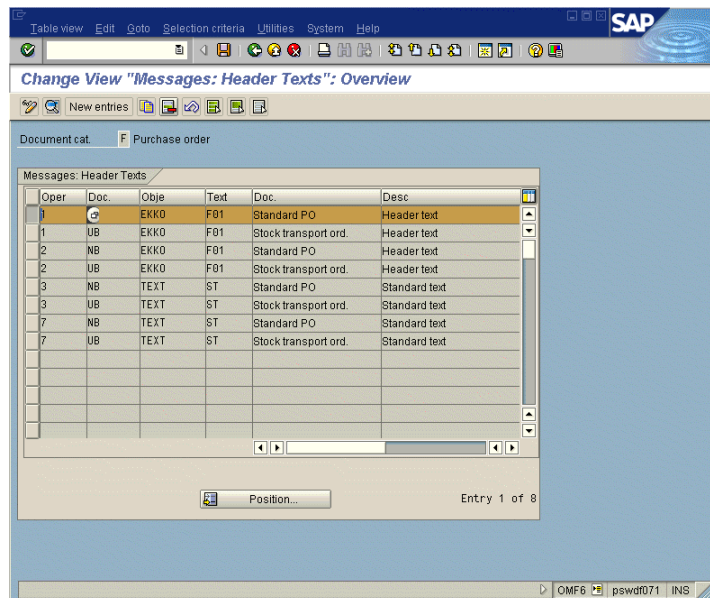 Table view Edit Goto Selection criteria Utilities System Help
SAP
Change View "Messages: Header Texts": Overview
New entries
Document cat. F Purchase order
Messages: Header Texts
Oper Doc. Obje Text Doc. Desc
1 EKKO F01 Standard PO Header text
1 UB EKKO F01 Stock transport ord. Header text
2 NB EKKO F01 Standard PO Header text
2 UB EKKO F01 Stock transport ord. Header text
3 NB TEXT ST Standard PO Standard text
3 UB TEXT ST Stock transport ord. Standard text
7 NB TEXT ST Standard PO Standard text
7 UB TEXT ST Stock transport ord. Standard text
Position... Entry 1 of 8
OMF6 pswdf071 INS